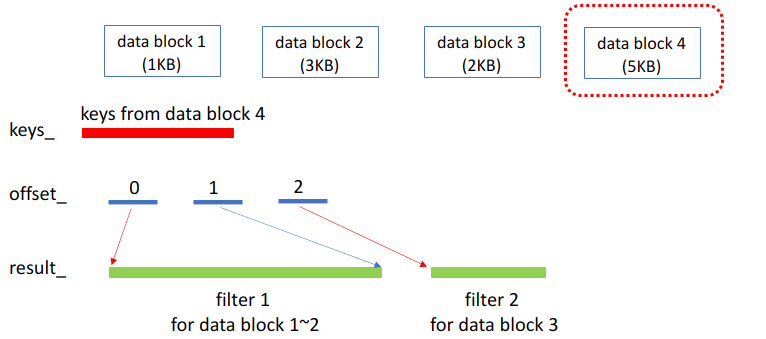 data block 1
(1KB)
data block 2
(3KB)
data block 3
(2KB)
data block 4
(5KB)
keys from data block 4
keys_
offset_
0
1
2
result_
filter 1
for data block 1~2
filter 2
for data block 3